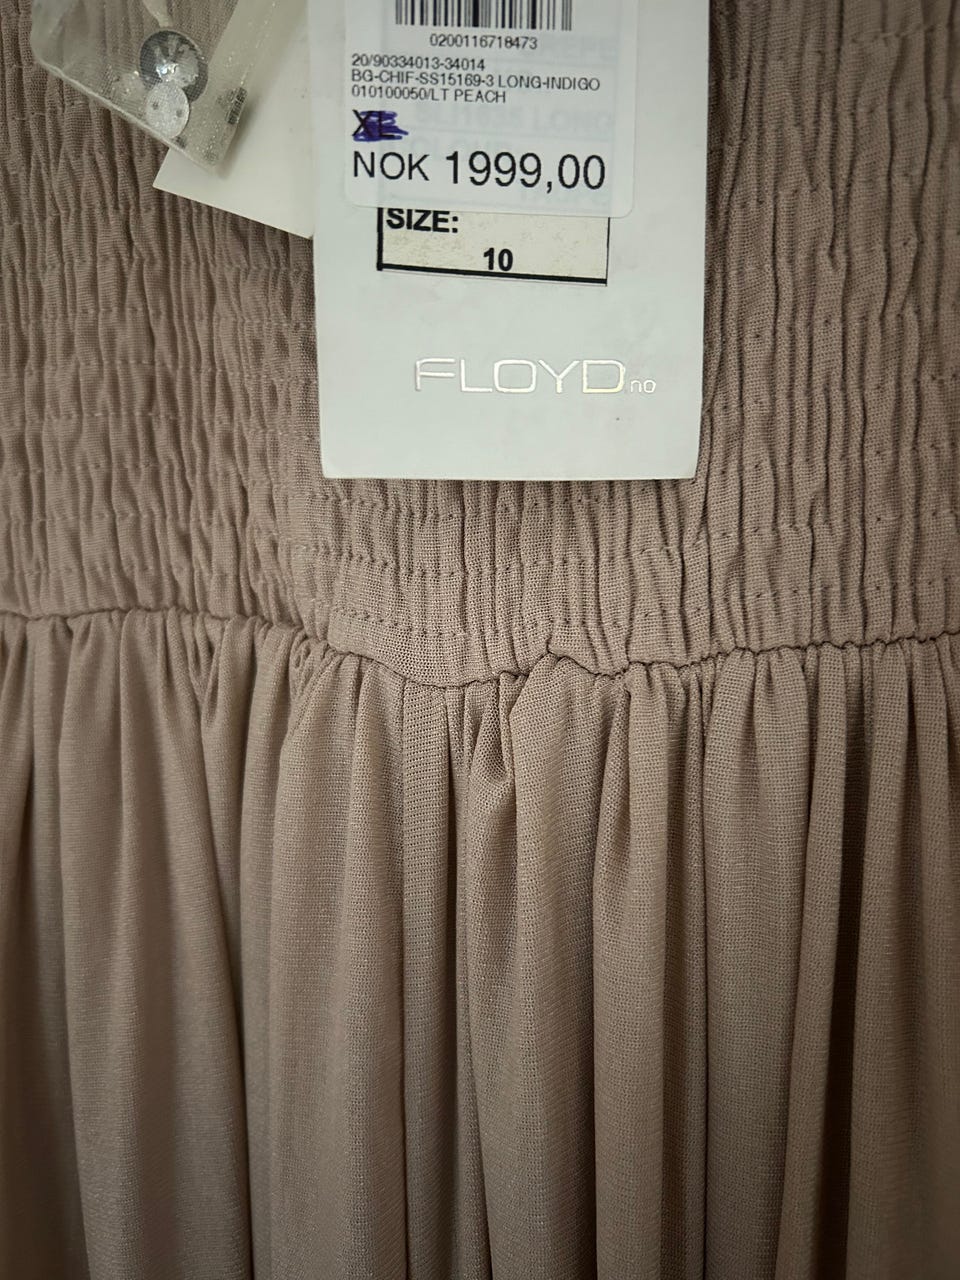 0200116718473
20/90334013-34014
BG-CHIF-SS15169-3 LONG-INDIGO
010100050/LT PEACH
XL
NOK 1999,00
SIZE:
10
FLOYD.no